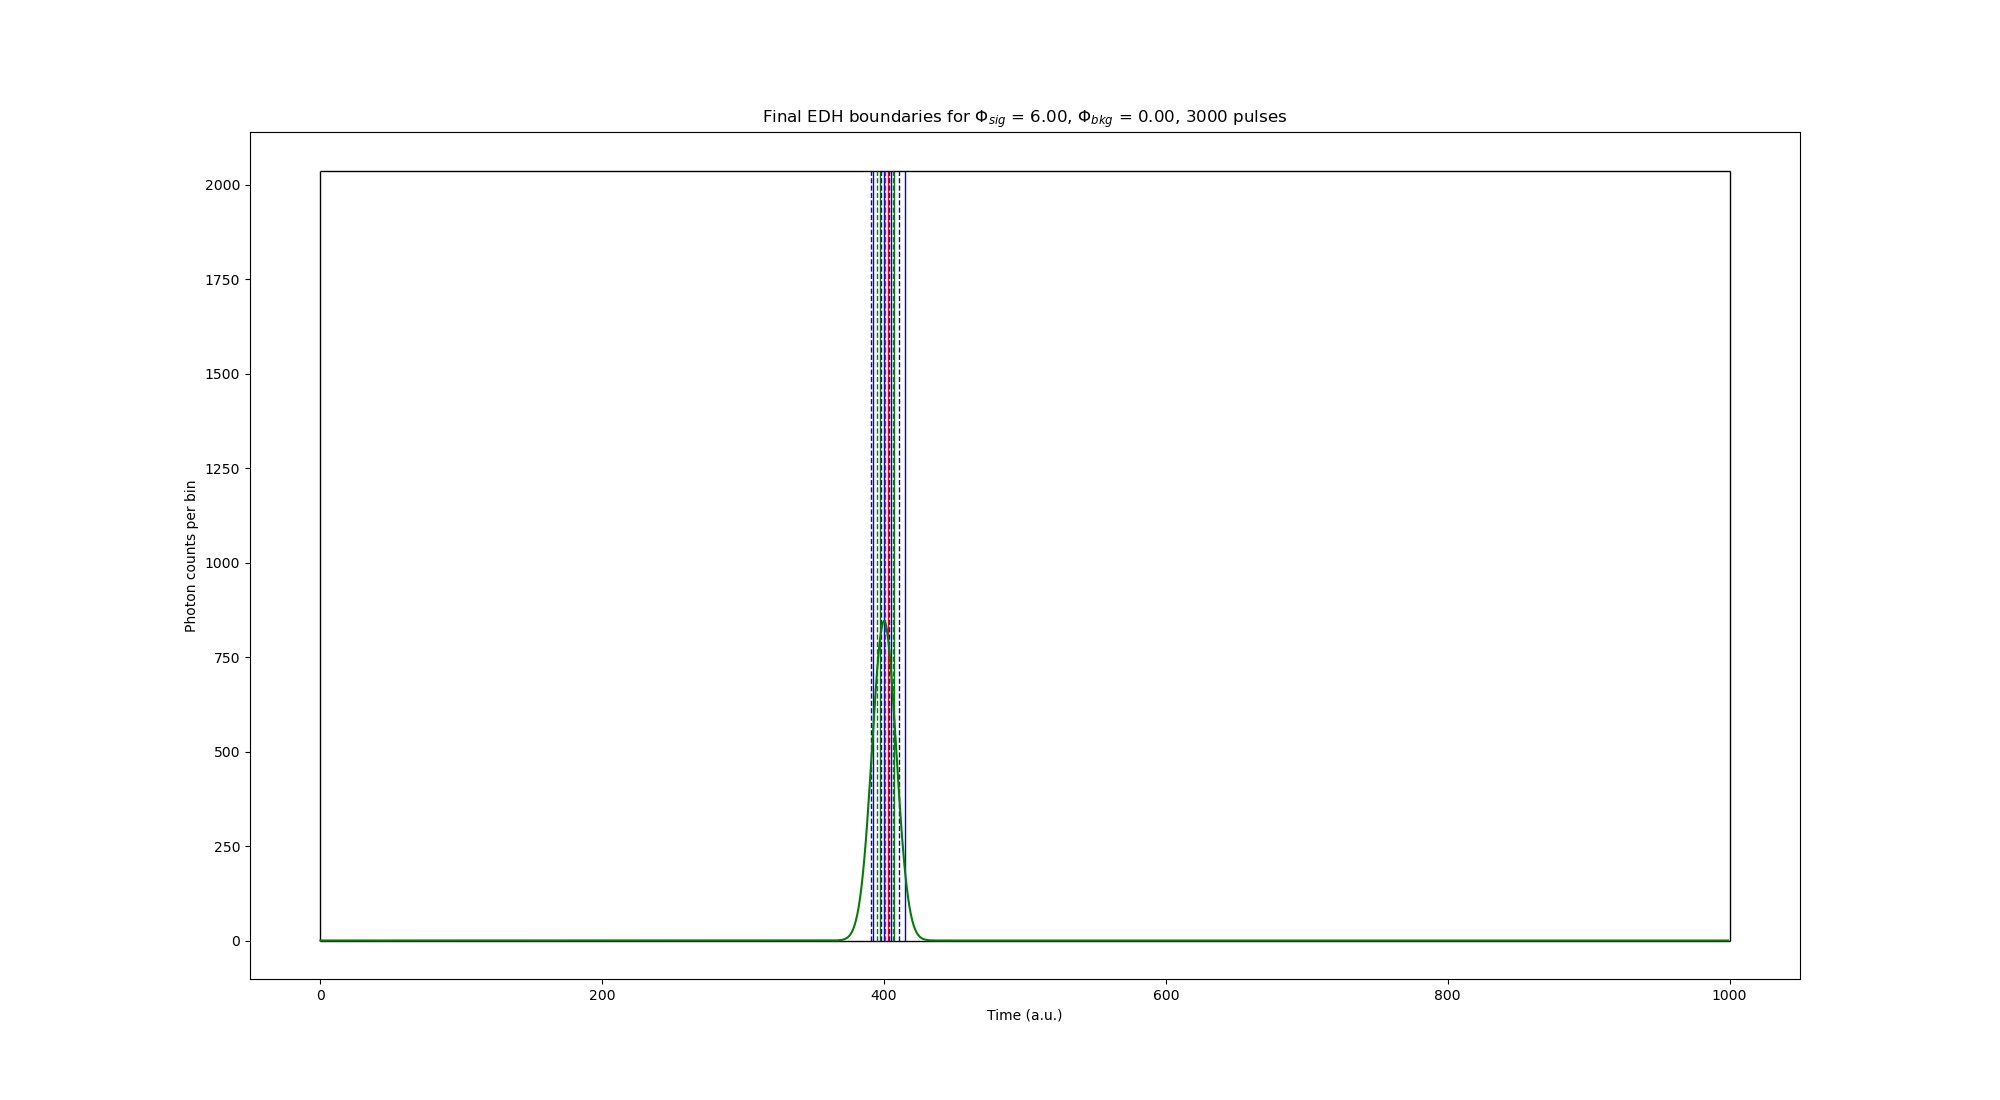 Final EDH boundaries for Φsig = 6.00, Φbkg = 0.00, 3000 pulses
2000
1750
1500
1250
1000
750
500
250
0
Photon counts per bin
0 200 400 600 800 1000
Time (a.u.)